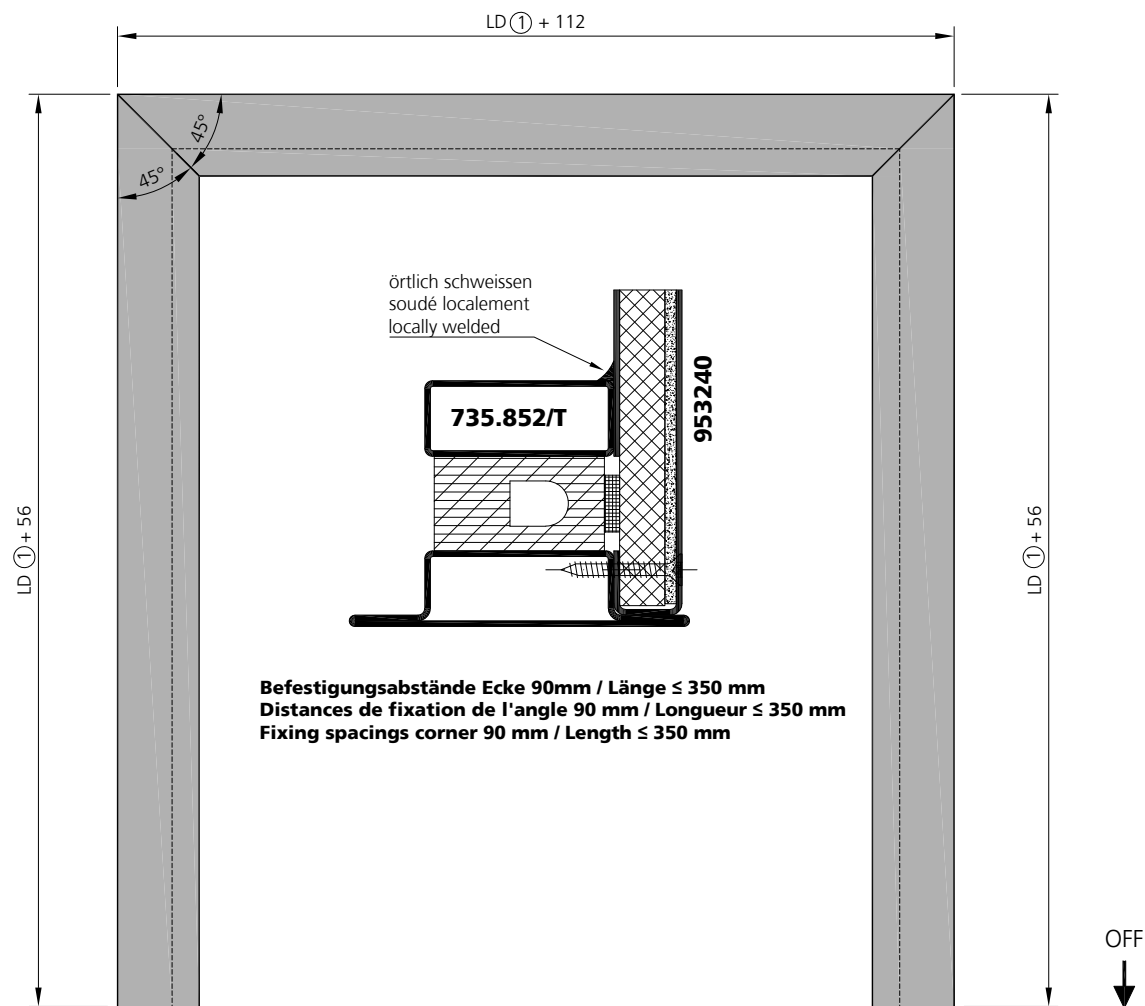 LD ① + 112
45°
45°
örtlich schweissen
soudé localement
locally welded
735.852/T
953240
LD ① + 56
LD ① + 56
Befestigungsabstände Ecke 90mm / Länge ≤ 350 mm
Distances de fixation de l'angle 90 mm / Longueur ≤ 350 mm
Fixing spacings corner 90 mm / Length ≤ 350 mm
OFF